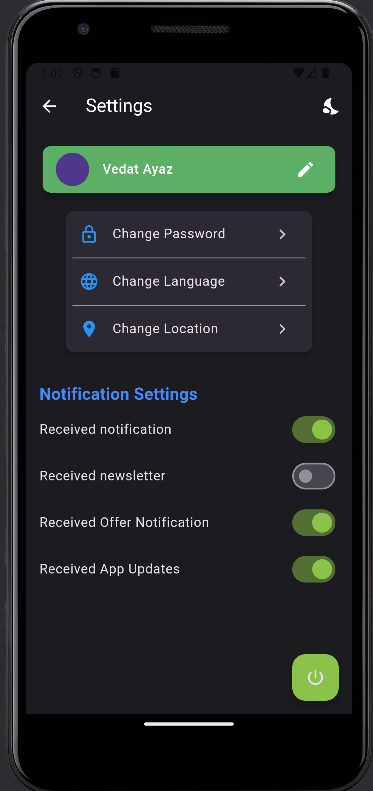 1:02
Settings
Vedat Ayaz
Change Password
Change Language
Change Location
Notification Settings
Received notification
Received newsletter
Received Offer Notification
Received App Updates